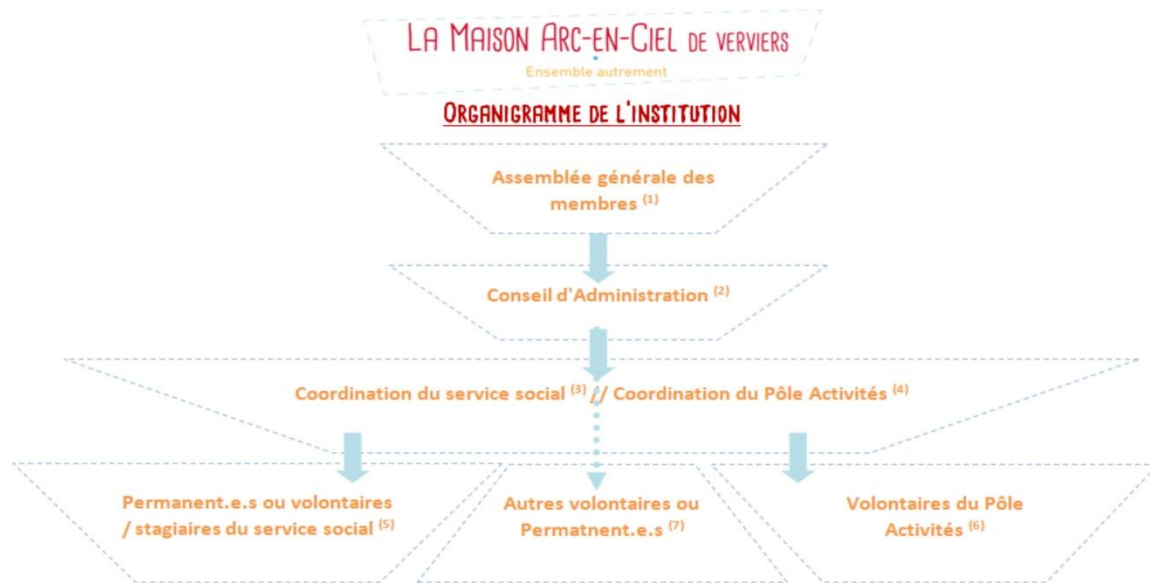 LA MAISON ARC-EN-CIEL DE VERVIERS
Ensemble autrement
ORGANIGRAMME DE L'INSTITUTION
Assemblée générale des
membres (1)
Conseil d'Administration (2)
Coordination du service social (3) // Coordination du Pôle Activités (4)
Permanent.e.s ou volontaires
/ stagiaires du service social (5)
Autres volontaires ou
Permatnent.e.s (7)
Volontaires du Pôle
Activités (6)